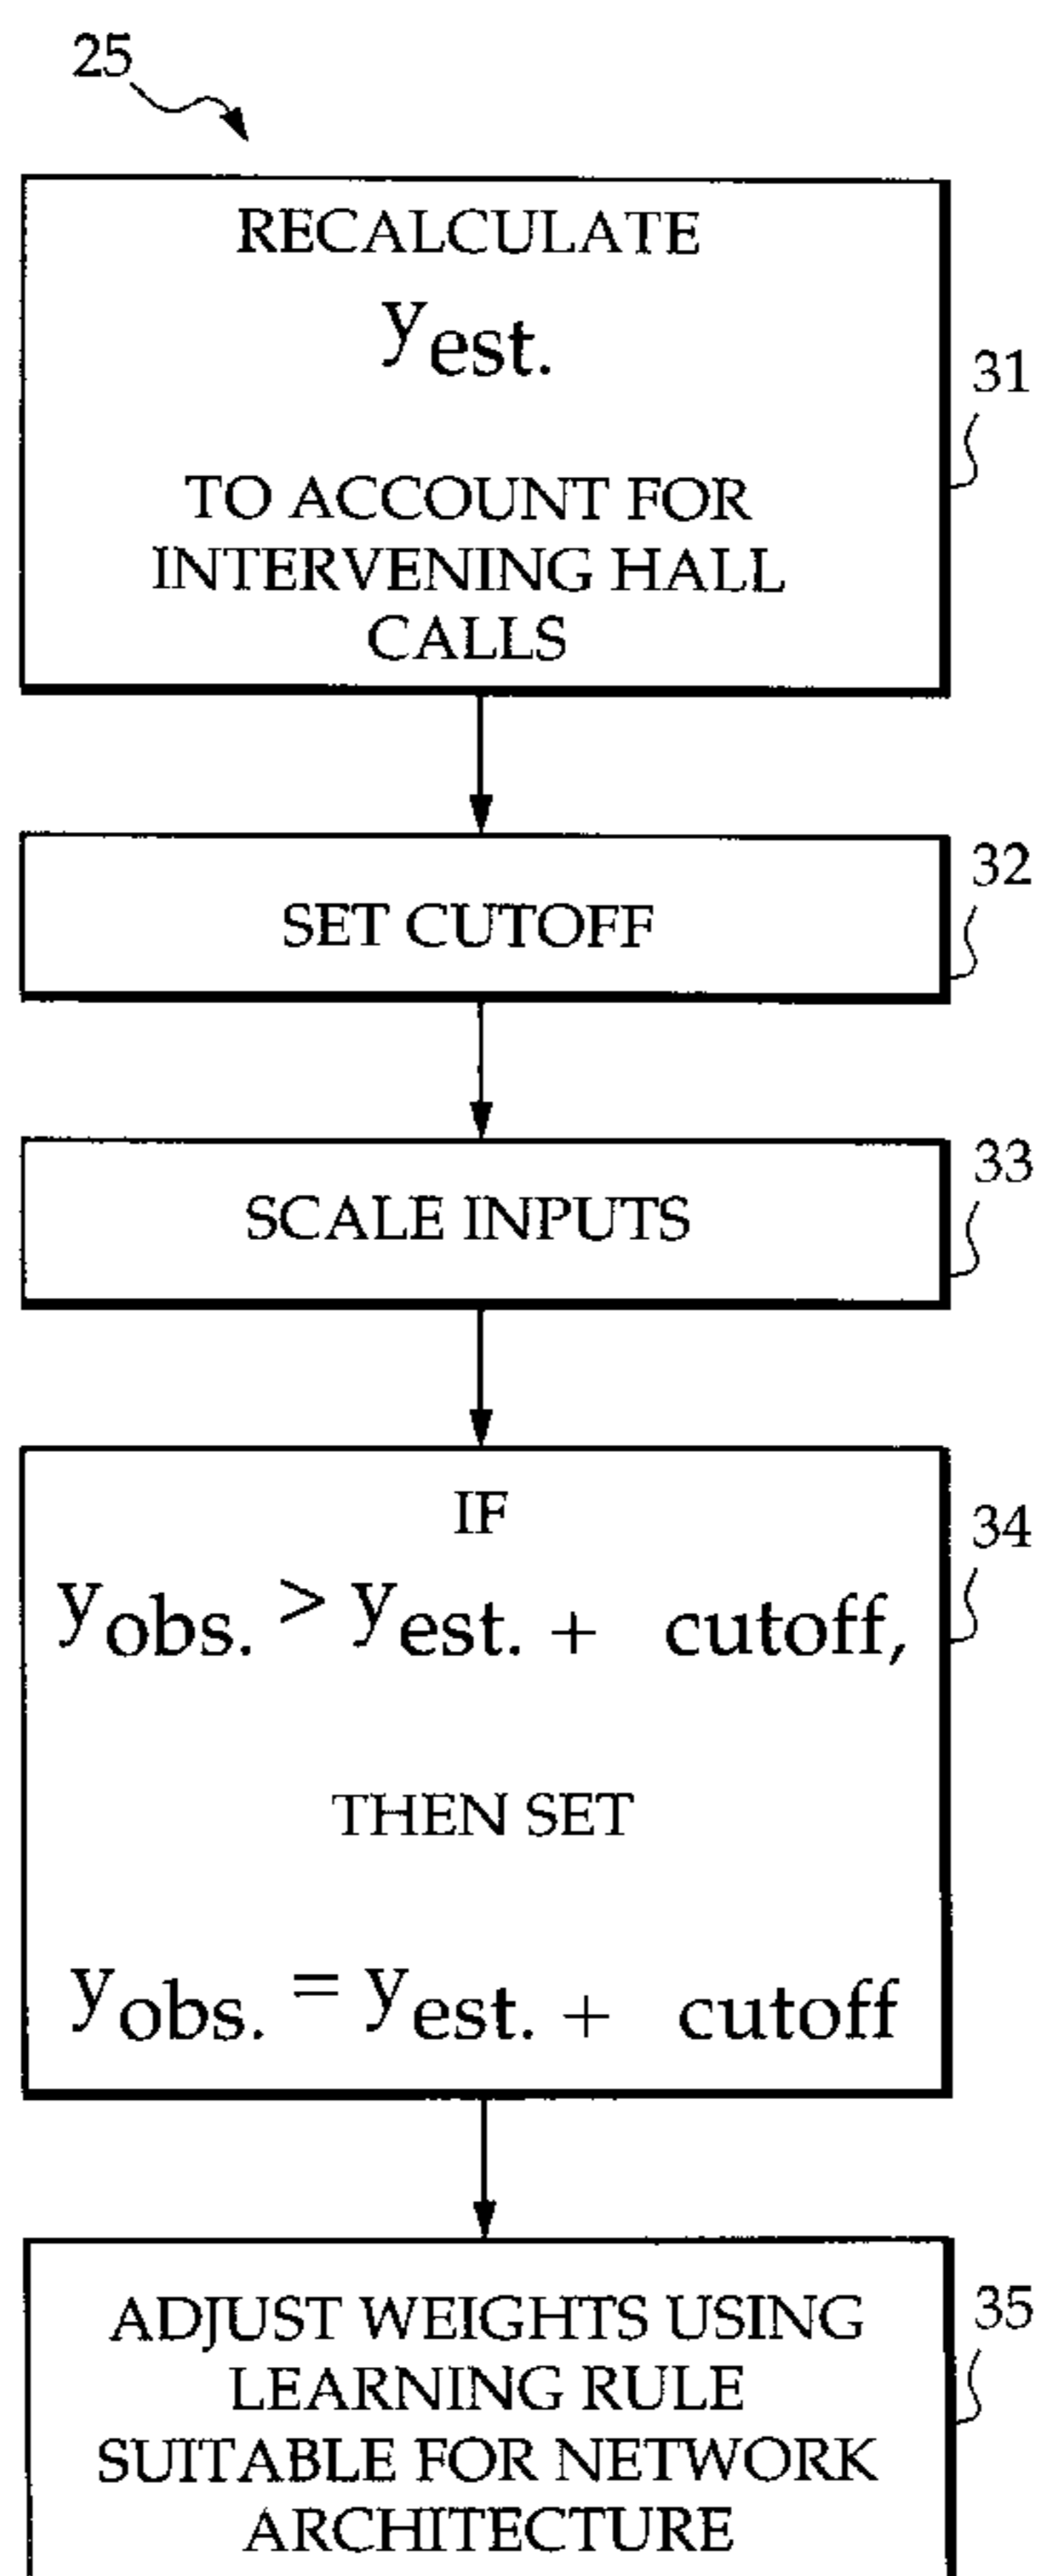 25
RECALCULATE
yest.
31
TO ACCOUNT FOR
INTERVENING HALL
CALLS
32
SET CUTOFF
33
SCALE INPUTS
IF
34
yobs. > yest. + cutoff,
THEN SET
yobs. = yest. + cutoff
35
ADJUST WEIGHTS USING
LEARNING RULE
SUITABLE FOR NETWORK
ARCHITECTURE